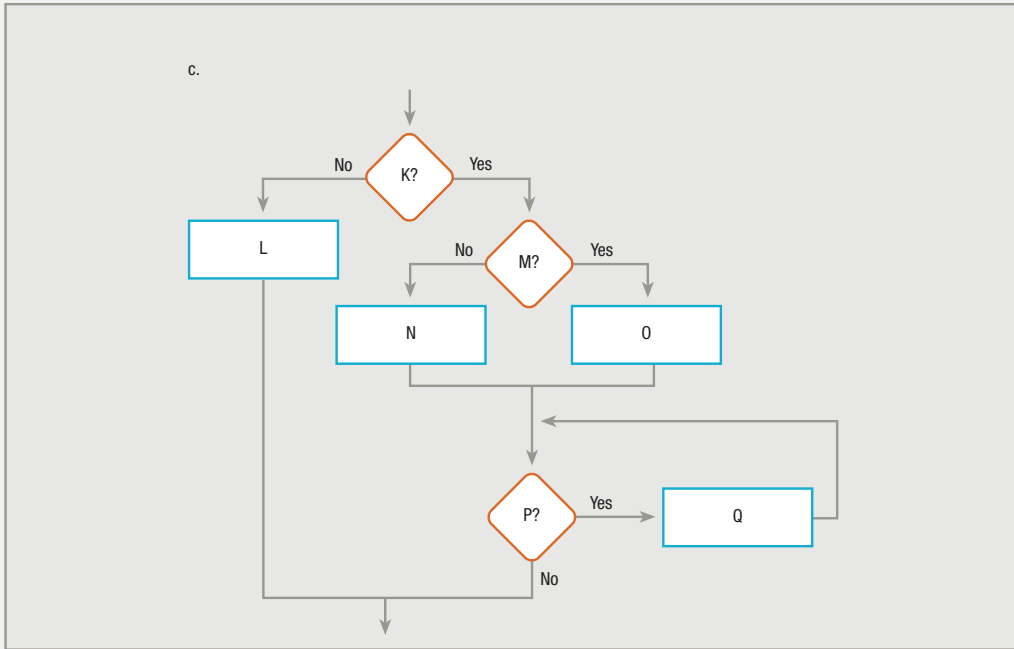 c.
K?
No
Yes
L
M?
No
Yes
N
O
P?
Yes
Q
No